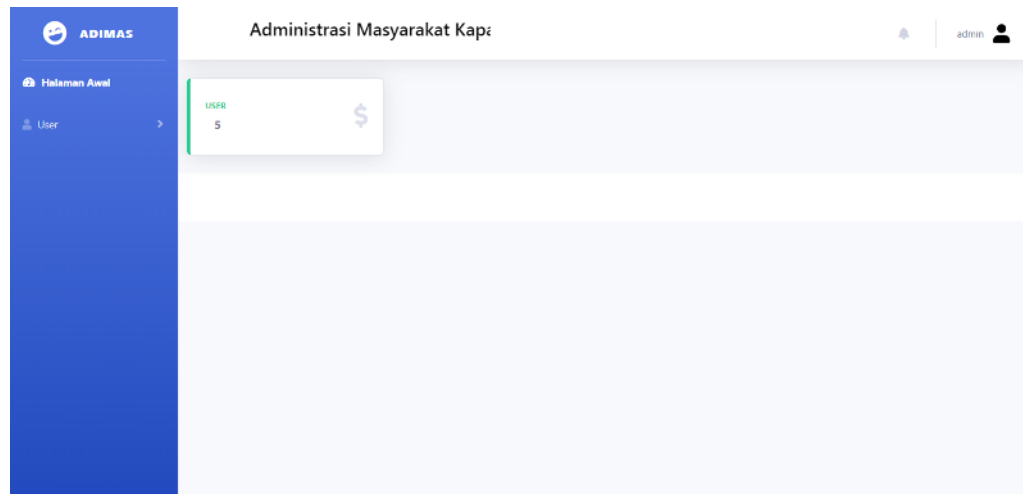 ADIMAS
Administrasi Masyarakat Kapa
admin
Halaman Awal
User
USER
5